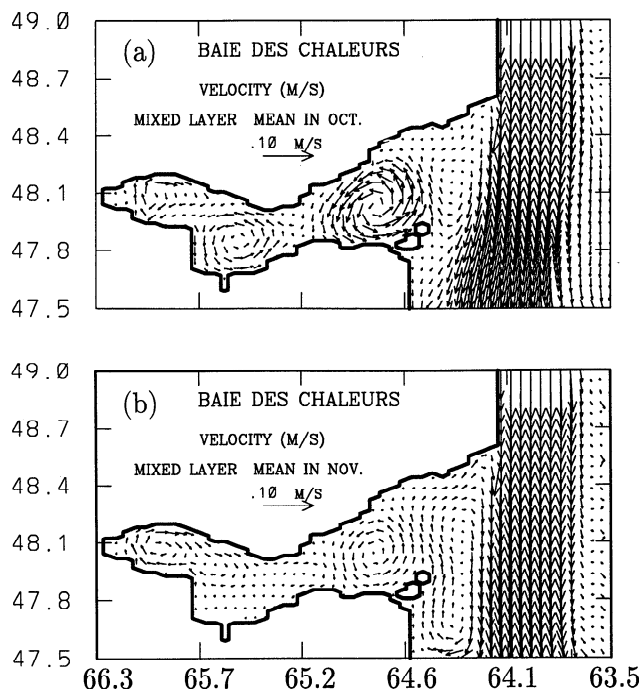 49.0
(a) BAIE DES CHALEURS
48.7
VELOCITY (M/S)
MIXED LAYER MEAN IN OCT.
48.4
.10 M/S
48.1
47.8
47.5
49.0
(b) BAIE DES CHALEURS
48.7
VELOCITY (M/S)
MIXED LAYER MEAN IN NOV.
48.4
.10 M/S
48.1
47.8
47.5
66.3 65.7 65.2 64.6 64.1 63.5